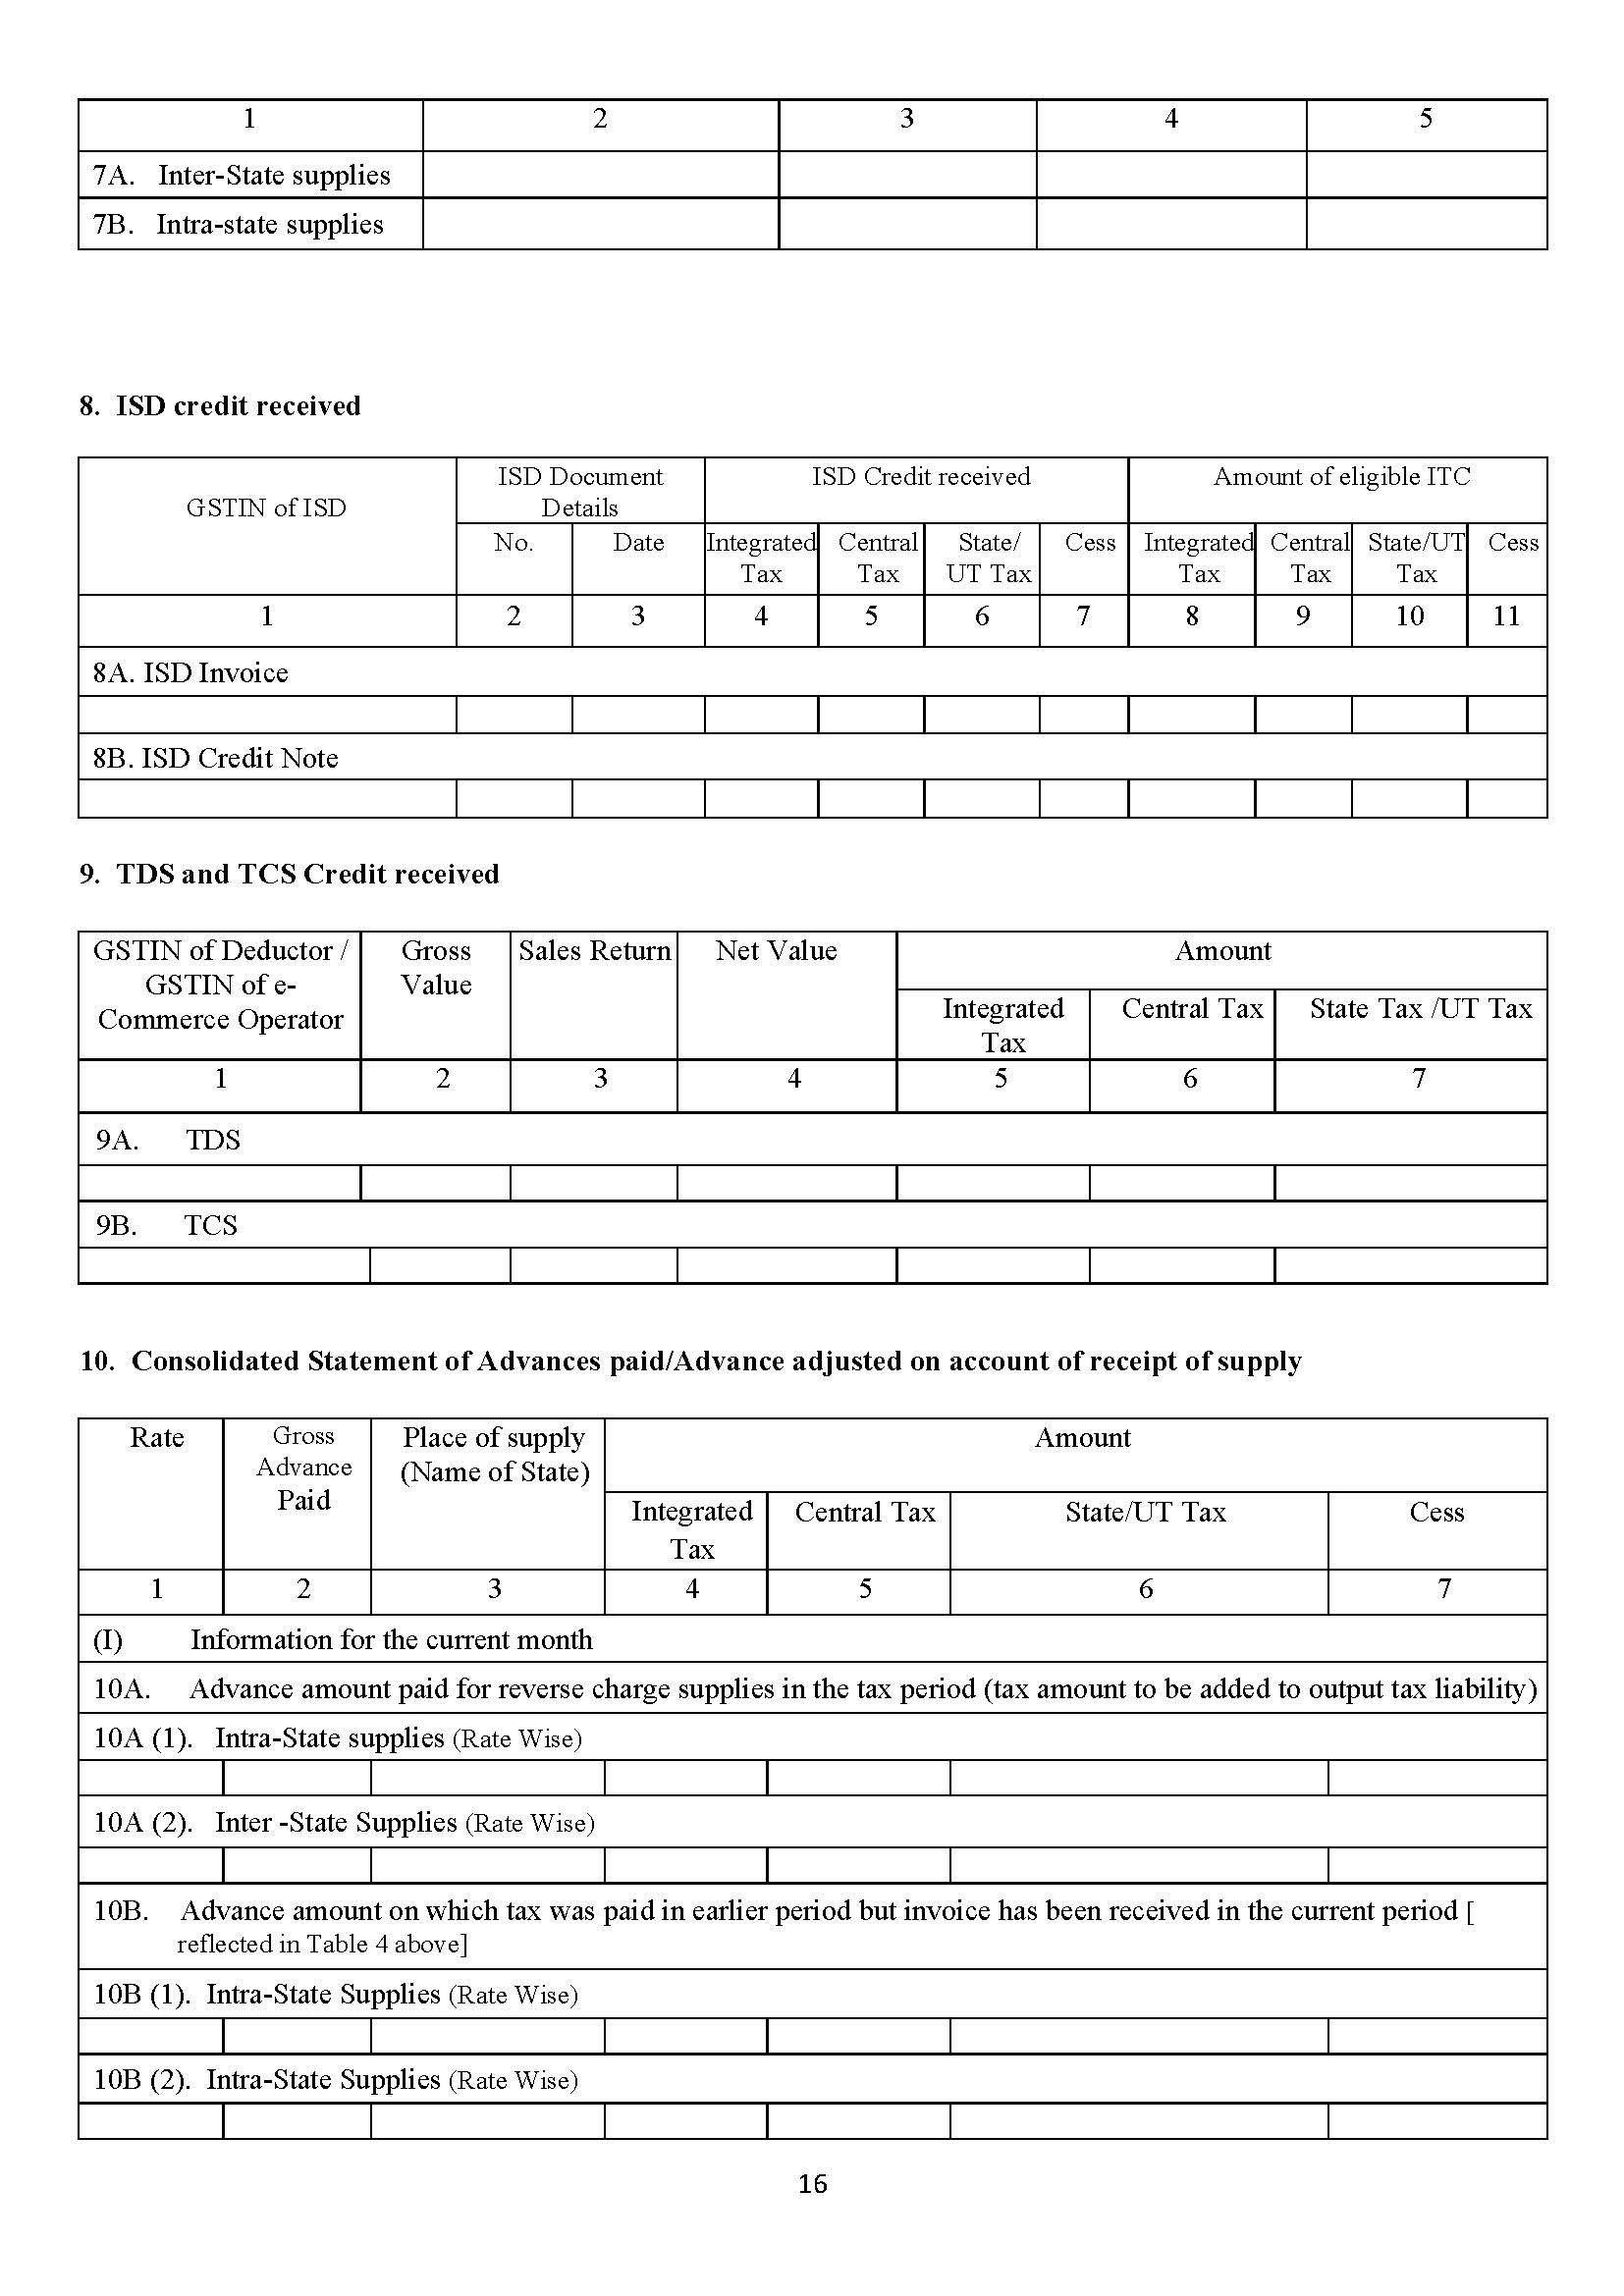 1 2 3 4 5
7A. Inter-State supplies
7B. Intra-state supplies
8. ISD credit received
GSTIN of ISD
ISD Document
Details
ISD Credit received
Amount of eligible ITC
No. Date Integrated
Tax Central
Tax State/
UT Tax Cess Integrated
Tax Central
Tax State/UT
Tax Cess
1 2 3 4 5 6 7 8 9 10 11
8A. ISD Invoice
8B. ISD Credit Note
9. TDS and TCS Credit received
GSTIN of Deductor /
GSTIN of e-
Commerce Operator
Gross
Value
Sales Return
Net Value
Amount
Integrated
Tax
Central Tax
State Tax /UT Tax
1 2 3 4 5 6 7
9A. TDS
9B. TCS
10. Consolidated Statement of Advances paid/Advance adjusted on account of receipt of supply
Rate
Gross
Advance
Paid
Place of supply
(Name of State)
Amount
Integrated
Tax
Central Tax
State/UT Tax
Cess
1 2 3 4 5 6 7
(I) Information for the current month
10A. Advance amount paid for reverse charge supplies in the tax period (tax amount to be added to output tax liability)
10A (1). Intra-State supplies (Rate Wise)
10A (2). Inter -State Supplies (Rate Wise)
10B. Advance amount on which tax was paid in earlier period but invoice has been received in the current period [
reflected in Table 4 above]
10B (1). Intra-State Supplies (Rate Wise)
10B (2). Intra-State Supplies (Rate Wise)
16